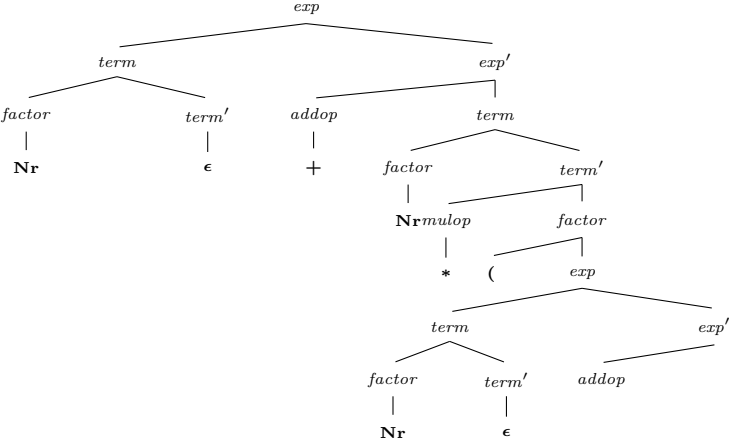 exp
term exp′
factor term′ addop term
Nr ϵ + factor term′
Nr mulop factor
* ( exp
term exp′
factor term′ addop
Nr ϵ